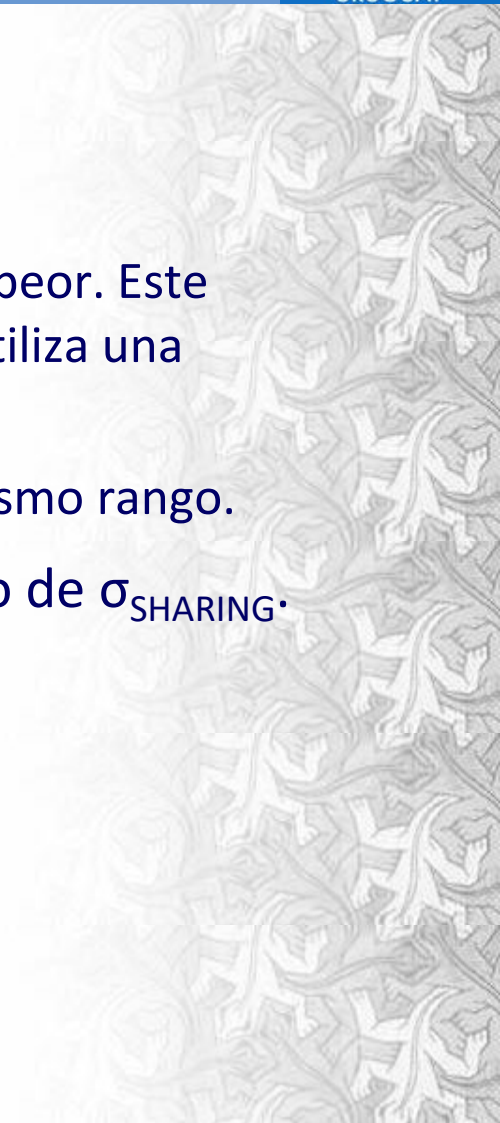 peor. Este
tiliza una
smo rango.
o de σSHARING.